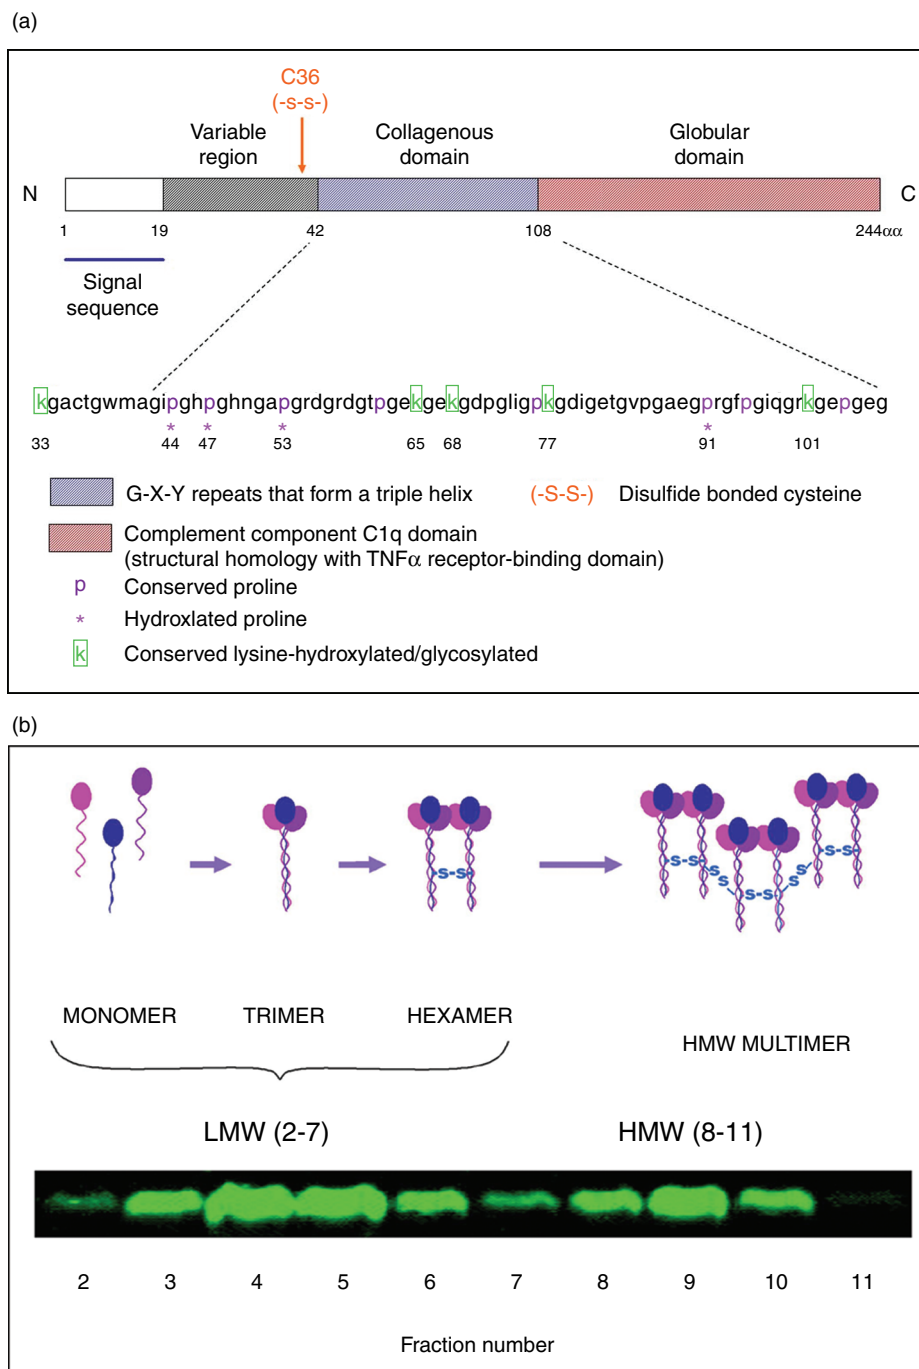 (a)
C36
(-s-s-)
Variable region
Collagenous domain
Globular domain
N
C
1
19
42
108
244αα
Signal sequence
kgactgwmagipghpghngapgrdgrdgtpgekgekgdpgligpkgdigetgvpgaegprgfpgiqgrkgepgeg
* * * *
33 44 47 53 65 68 77 91 101
G-X-Y repeats that form a triple helix
(-S-S-) Disulfide bonded cysteine
Complement component C1q domain
(structural homology with TNFα receptor-binding domain)
p Conserved proline
* Hydroxlated proline
k Conserved lysine-hydroxylated/glycosylated
(b)
-s-s-
-s-s-
s s
-s-s-
s s
-s-s-
MONOMER
TRIMER
HEXAMER
HMW MULTIMER
LMW (2-7)
HMW (8-11)
2 3 4 5 6 7 8 9 10 11
Fraction number